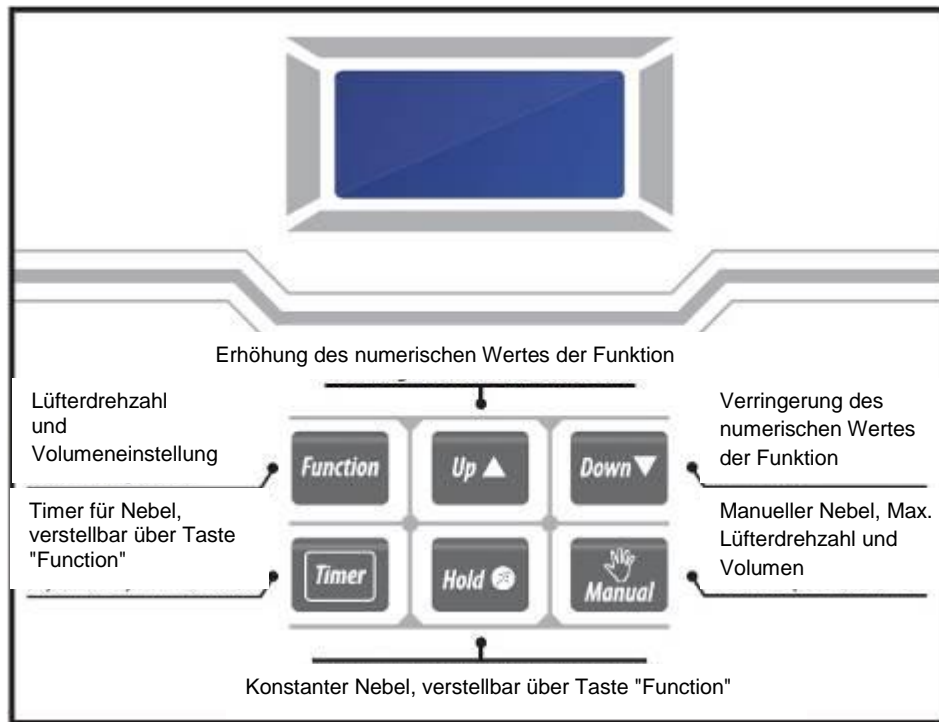 Erhöhung des numerischen Wertes der Funktion
Lüfterdrehzahl
und
Volumeneinstellung
Verringerung des
numerischen Wertes
der Funktion
Function
Up ▲
Down ▼
Timer für Nebel,
verstellbar über Taste
"Function"
Manueller Nebel, Max.
Lüfterdrehzahl und
Volumen
Timer
Hold
Manual
Konstanter Nebel, verstellbar über Taste "Function"